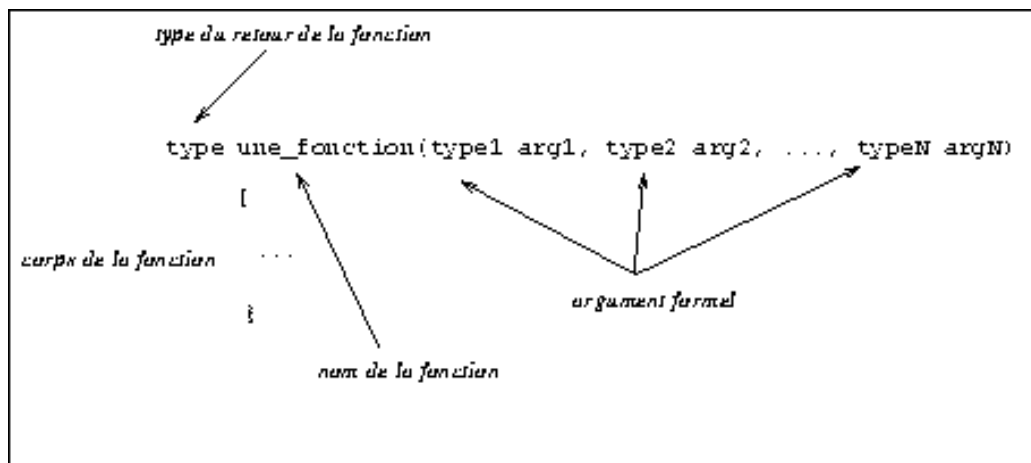 type du retour de la fonction
type une_fonction(type1 arg1, type2 arg2, ..., typeN argN)
{
corps de la fonction ...
}
argument formel
nom de la fonction